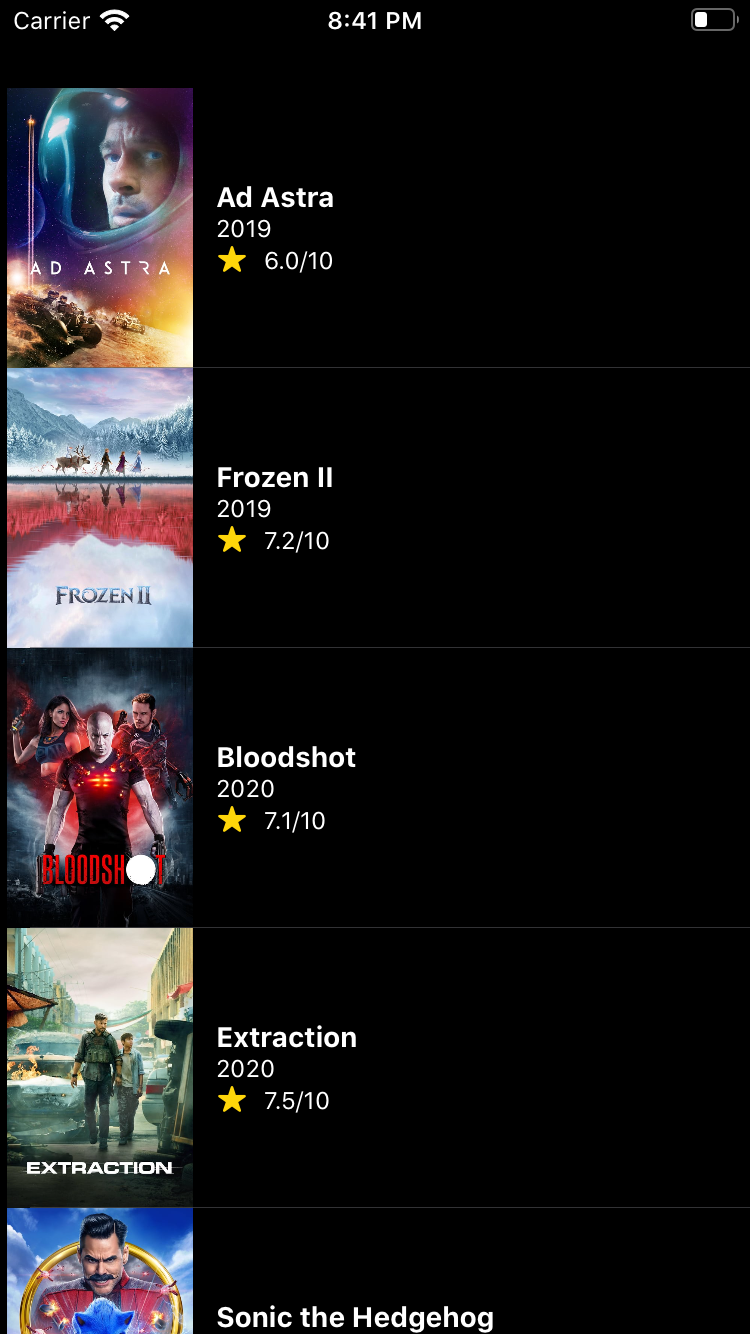 Carrier 8:41 PM
AD ASTRA
Ad Astra
2019
6.0/10
FROZEN II
Frozen II
2019
7.2/10
BLOODSHOT
Bloodshot
2020
7.1/10
EXTRACTION
Extraction
2020
7.5/10
Sonic the Hedgehog